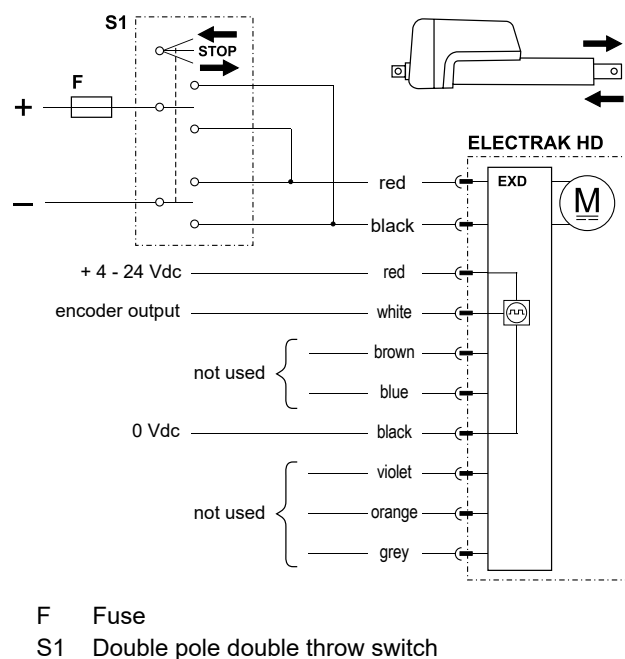 S1
STOP
F
+
–
ELECTRAK HD
EXD
M
red
black
+ 4 - 24 Vdc red
encoder output white
brown
not used
blue
0 Vdc black
violet
not used orange
grey
F Fuse
S1 Double pole double throw switch